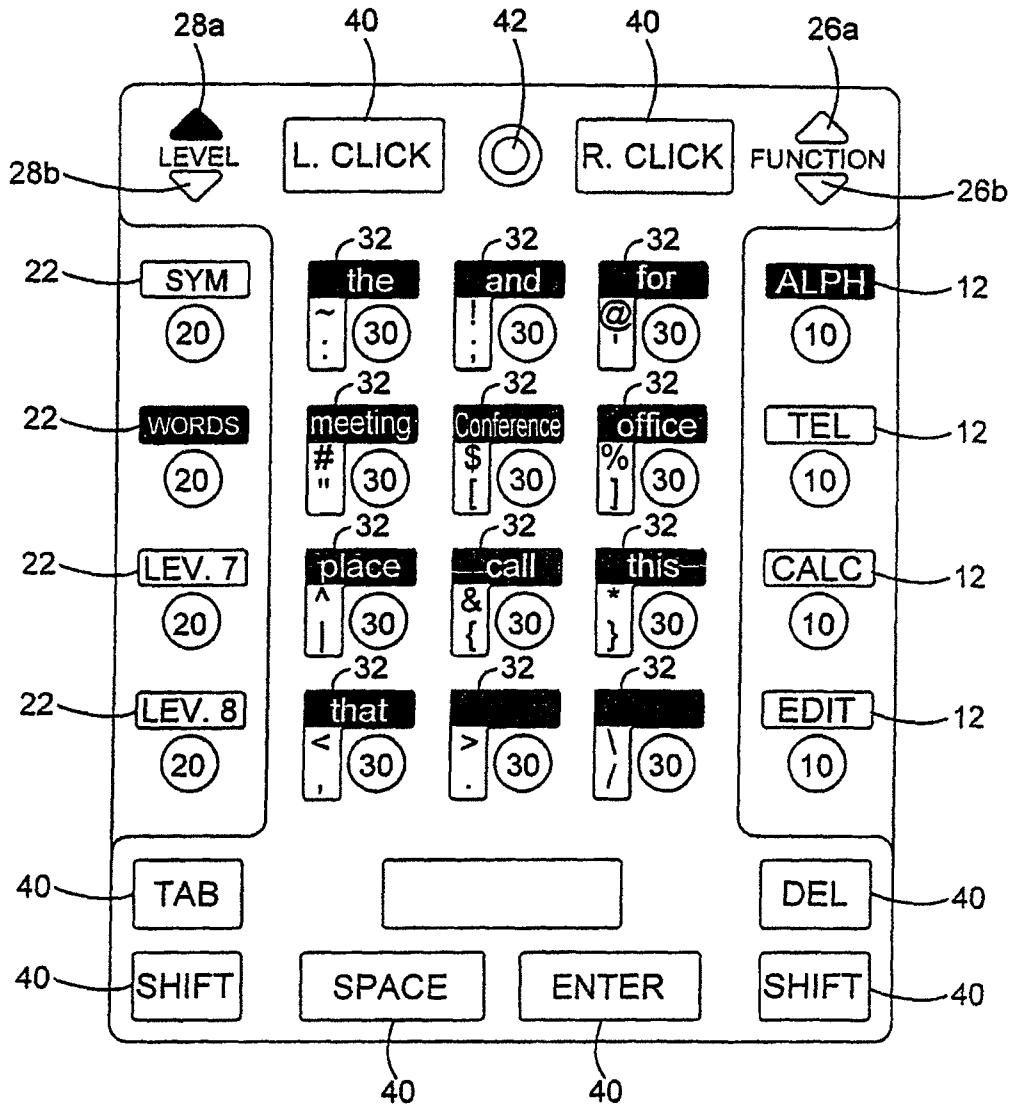 28a 40 42 40 26a
LEVEL L. CLICK R. CLICK FUNCTION
28b 26b
32 32 32
22 SYM the and for ALPH 12
~ ! @
20 : 30 ; 30 ' 30 10
32 32 32
22 WORDS meeting Conference office TEL 12
# $ %
20 " 30 [ 30 ] 30 10
32 32 32
22 LEV. 7 place call this CALC 12
^ & *
20 | 30 { 30 } 30 10
32 32 32
22 LEV. 8 that EDIT 12
< > \
20 , 30 . 30 / 30 10
40 TAB DEL 40
40 SHIFT SPACE ENTER SHIFT 40
40 40